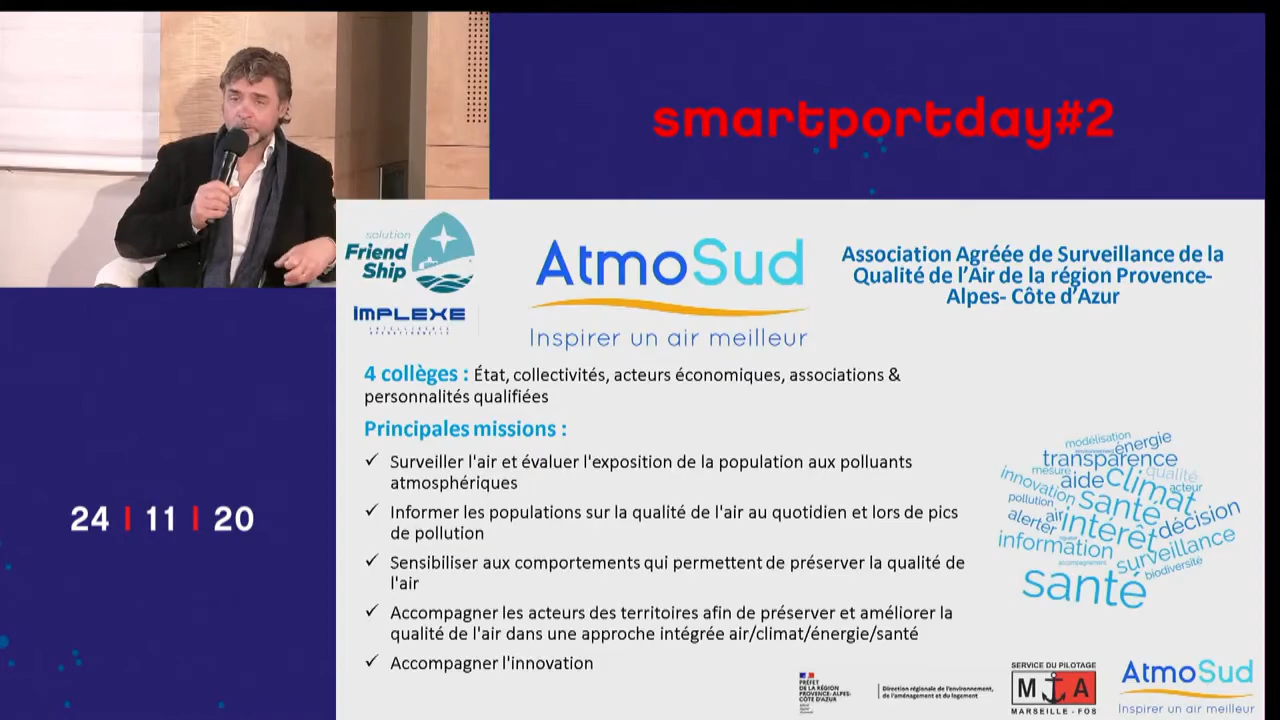 smartportday#2
solution
Friend
Ship
IMPLEXE
INTELLIGENCE
OPERATIONNELLE
AtmoSud
Inspirer un air meilleur
Association Agréée de Surveillance de la
Qualité de l'Air de la région Provence-
Alpes- Côte d'Azur
4 collèges : État, collectivités, acteurs économiques, associations &
personnalités qualifiées
Principales missions :
✓ Surveiller l'air et évaluer l'exposition de la population aux polluants
atmosphériques
✓ Informer les populations sur la qualité de l'air au quotidien et lors de pics
de pollution
✓ Sensibiliser aux comportements qui permettent de préserver la qualité de
l'air
✓ Accompagner les acteurs des territoires afin de préserver et améliorer la
qualité de l'air dans une approche intégrée air/climat/énergie/santé
✓ Accompagner l'innovation
24 | 11 | 20
modélisation
énergie
environnement
transparence
mesure
qualité
aide
climat
acteur
innovation
pollution
santé
alerter
air
intérêt
décision
information
surveillance
accompagnement
biodiversité
santé
PRÉFET
DE LA RÉGION
PROVENCE-ALPES-
CÔTE D'AZUR
Direction régionale de l'environnement,
de l'aménagement et du logement
SERVICE DU PILOTAGE
M A
MARSEILLE - FOS
AtmoSud
Inspirer un air meilleur